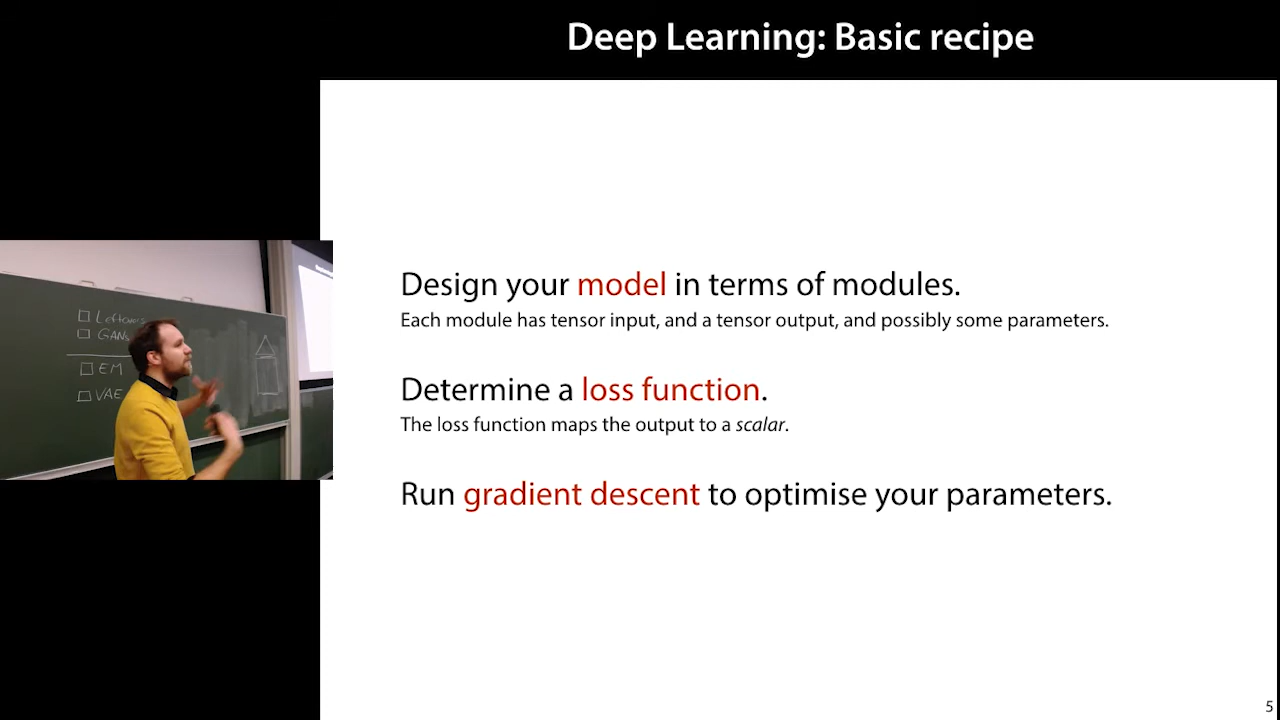 Deep Learning: Basic recipe
Leftovers
GANs
EM
VAE
Design your model in terms of modules.
Each module has tensor input, and a tensor output, and possibly some parameters.
Determine a loss function.
The loss function maps the output to a scalar.
Run gradient descent to optimise your parameters.
5